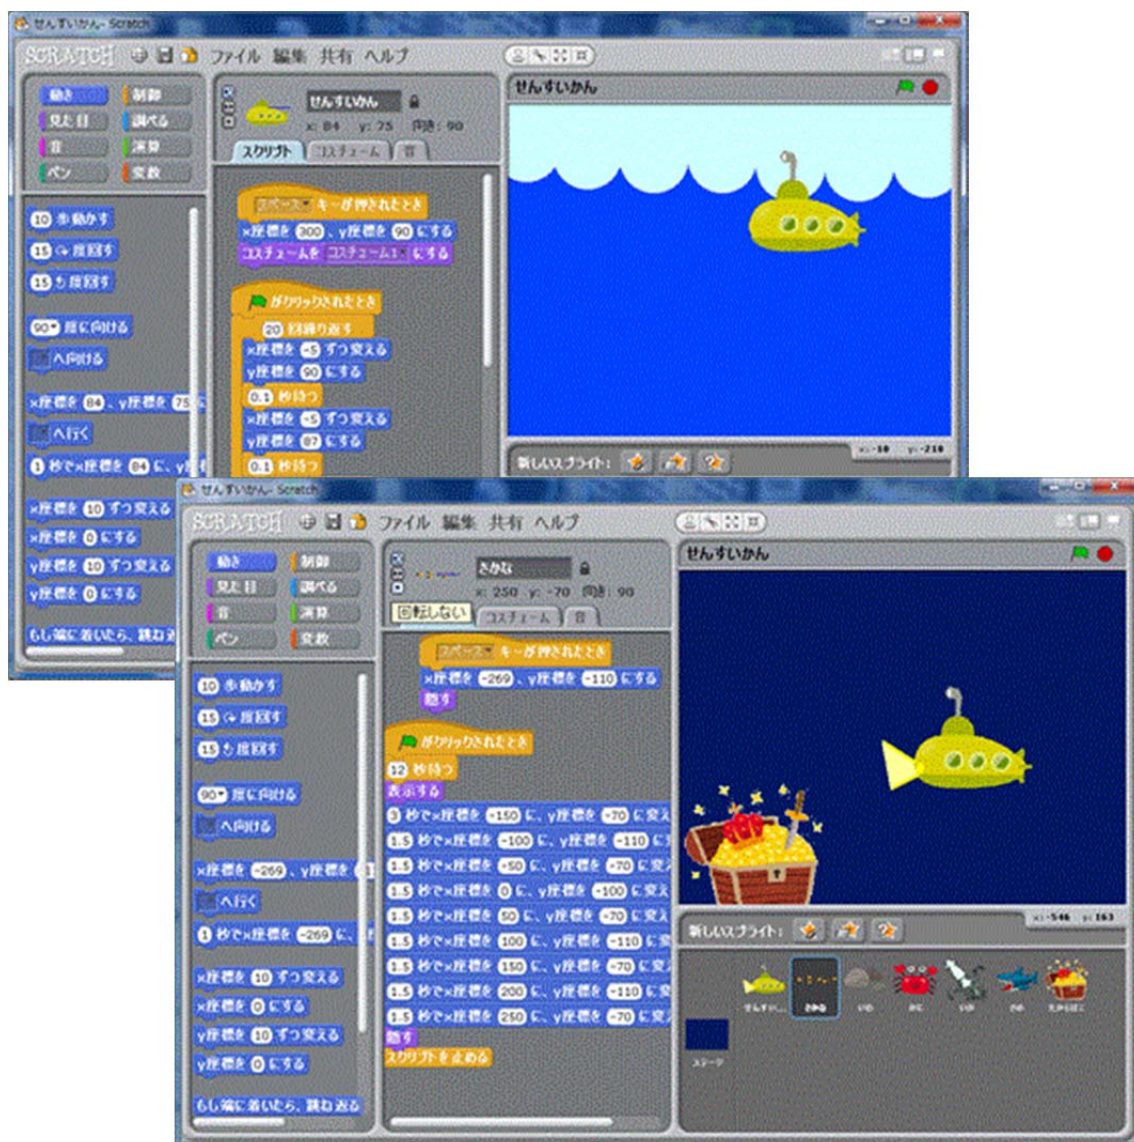 せんすいかん- Scratch
SCRATCH ファイル 編集 共有 ヘルプ
動き 制御
見た目 調べる
音 演算
ペン 変数
せんすいかん
x: 84 y: 75 向き: 90
スクリプト コスチューム 音
せんすいかん
10 歩動かす
15 度回す
15 度回す
90 度に向ける
へ向ける
x座標を 84 、y座標を 75
へ行く
1 秒でx座標を 84 に、y座
x座標を 10 ずつ変える
x座標を 0 にする
y座標を 10 ずつ変える
y座標を 0 にする
もし端に着いたら、跳ね返
スペース キーが押されたとき
x座標を 300 、y座標を 90 にする
コスチュームを コスチューム1 にする
がクリックされたとき
20 回繰り返す
x座標を -5 ずつ変える
y座標を 90 にする
0.1 秒待つ
x座標を -5 ずつ変える
y座標を 87 にする
0.1 秒待つ
x:-10 y:-210
新しいスプライト:
せんすいかん- Scratch
SCRATCH ファイル 編集 共有 ヘルプ
動き 制御
見た目 調べる
音 演算
ペン 変数
さかな
x: 250 y: -70 向き: 90
回転しない コスチューム 音
せんすいかん
10 歩動かす
15 度回す
15 度回す
90 度に向ける
へ向ける
x座標を -269 、y座標を
へ行く
1 秒でx座標を -269 に、
x座標を 10 ずつ変える
x座標を 0 にする
y座標を 10 ずつ変える
y座標を 0 にする
もし端に着いたら、跳ね返る
スペース キーが押されたとき
x座標を -269 、y座標を -110 にする
隠す
がクリックされたとき
12 秒待つ
表示する
3 秒でx座標を -150 に、y座標を -70 に変え
1.5 秒でx座標を -100 に、y座標を -110 に
1.5 秒でx座標を -50 に、y座標を -70 に変え
1.5 秒でx座標を 0 に、y座標を -100 に変え
1.5 秒でx座標を 50 に、y座標を -70 に変え
1.5 秒でx座標を 100 に、y座標を -110 に変
1.5 秒でx座標を 150 に、y座標を -70 に変
1.5 秒でx座標を 200 に、y座標を -110 に変
1.5 秒でx座標を 250 に、y座標を -70 に変
隠す
スクリプトを止める
x:-546 y: 163
新しいスプライト:
せんすい... さかな いわ かに いか さめ たからばこ
ステージ